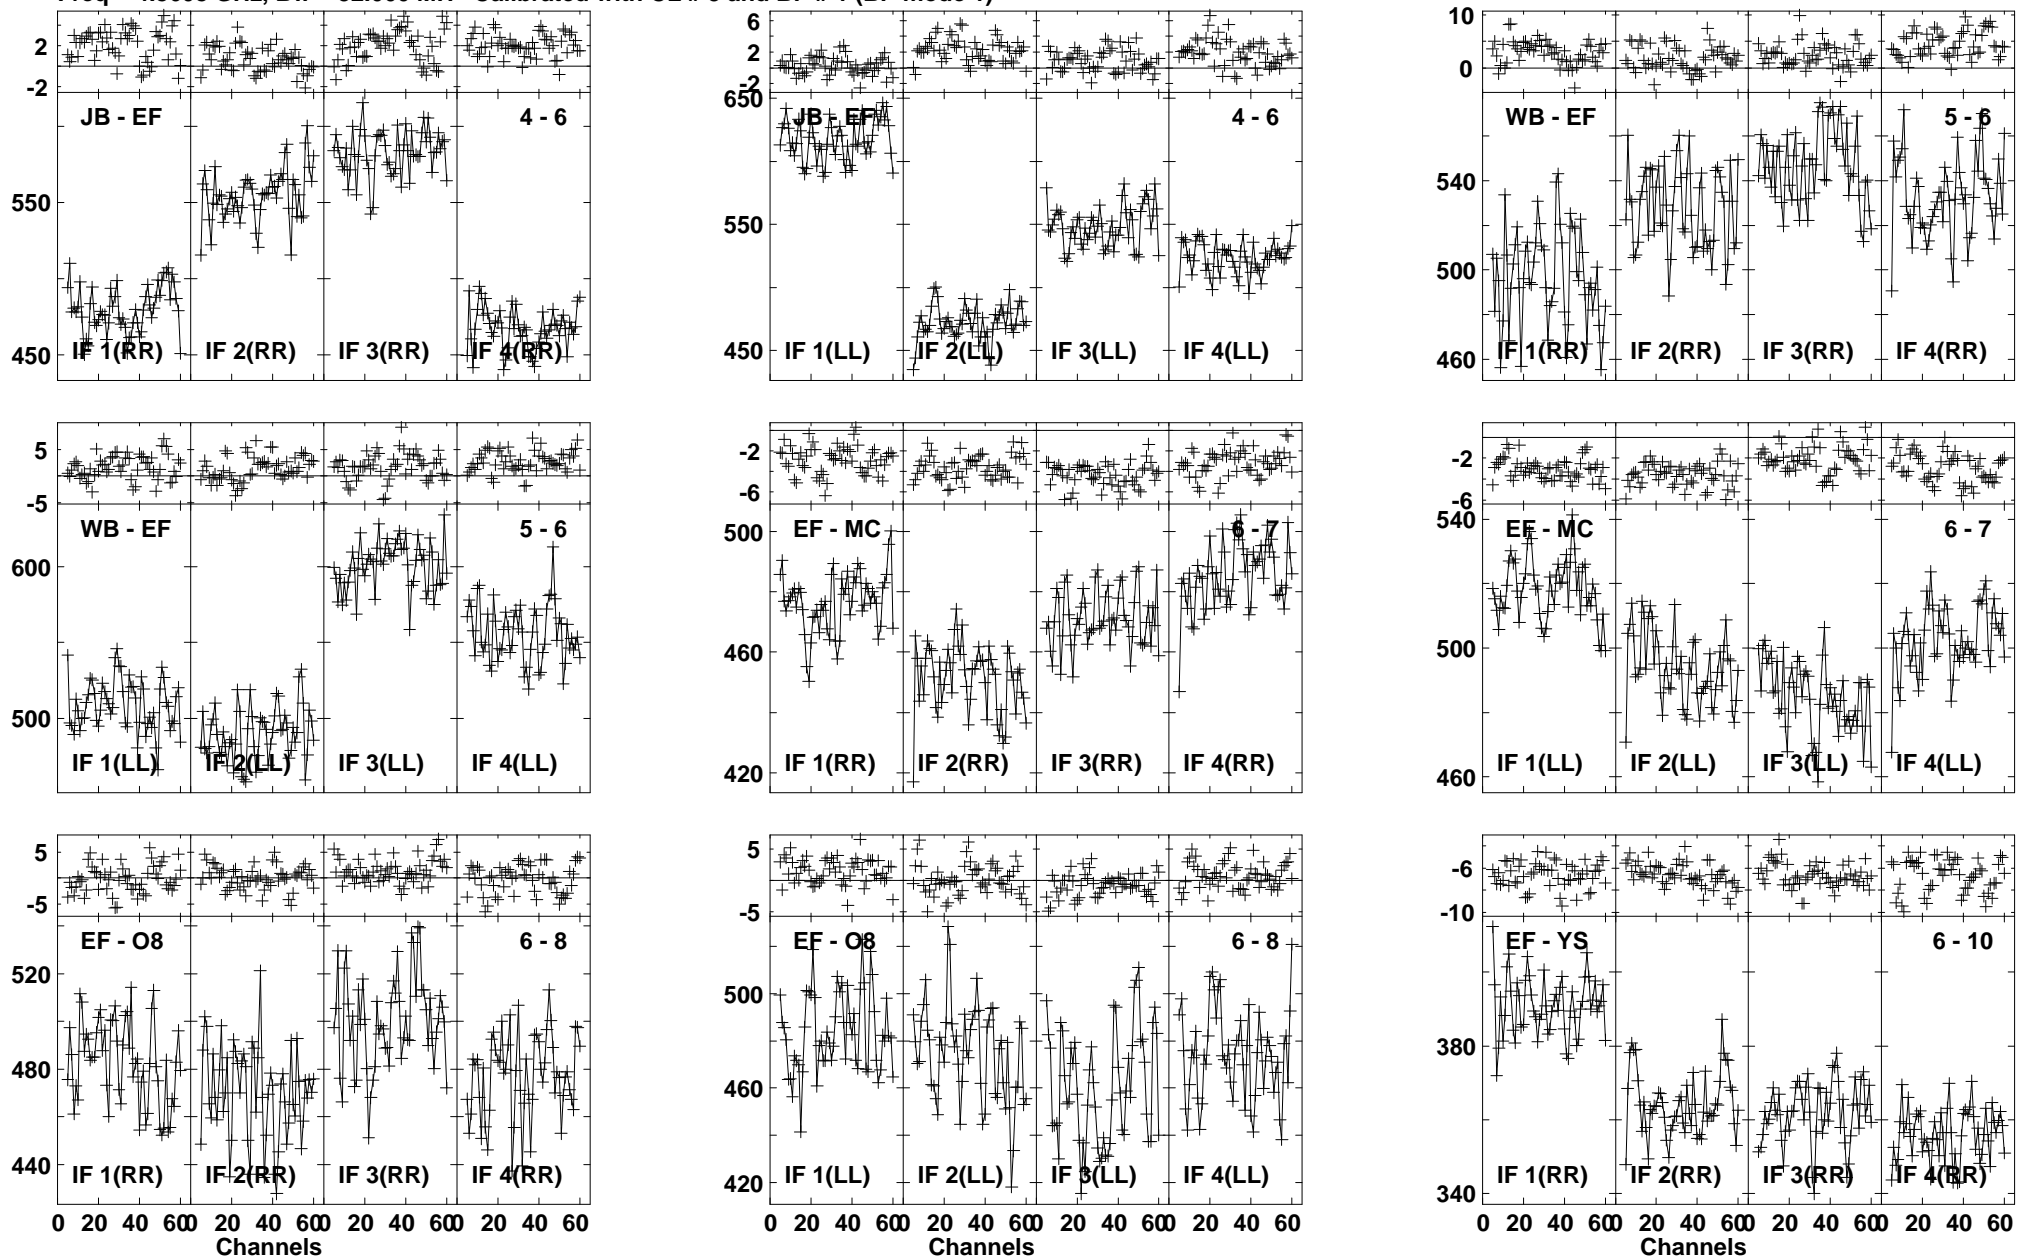 2
-2
6
2
-2
10
0
JB - EF 4 - 6
550
450
IF 1(RR) IF 2(RR) IF 3(RR) IF 4(RR)
JB - EF 4 - 6
650
550
450
IF 1(LL) IF 2(LL) IF 3(LL) IF 4(LL)
WB - EF 5 - 6
540
500
460
IF 1(RR) IF 2(RR) IF 3(RR) IF 4(RR)
5
-5
-2
-6
-2
-6
WB - EF 5 - 6
600
500
IF 1(LL) IF 2(LL) IF 3(LL) IF 4(LL)
EF - MC 6 - 7
500
460
420
IF 1(RR) IF 2(RR) IF 3(RR) IF 4(RR)
EF - MC 6 - 7
540
500
460
IF 1(LL) IF 2(LL) IF 3(LL) IF 4(LL)
5
-5
5
-5
-6
-10
EF - O8 6 - 8
520
480
440
IF 1(RR) IF 2(RR) IF 3(RR) IF 4(RR)
0 20 40 60 0 20 40 60 0 20 40 60 0 20 40 60
Channels
EF - O8 6 - 8
500
460
420
IF 1(LL) IF 2(LL) IF 3(LL) IF 4(LL)
0 20 40 60 0 20 40 60 0 20 40 60 0 20 40 60
Channels
EF - YS 6 - 10
380
340
IF 1(RR) IF 2(RR) IF 3(RR) IF 4(RR)
0 20 40 60 0 20 40 60 0 20 40 60 0 20 40 60
Channels